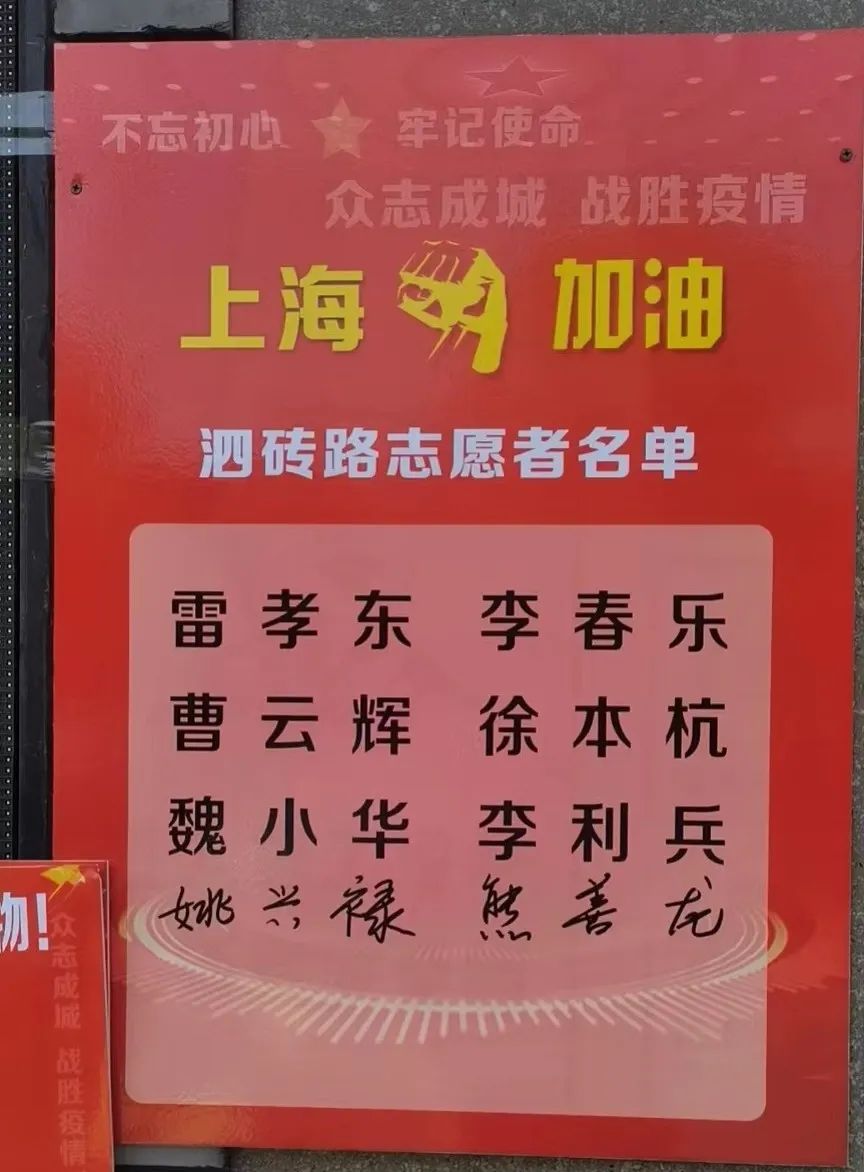 不忘初心 牢记使命
众志成城 战胜疫情
上海 加油
泗砖路志愿者名单
雷孝东 李春乐
曹云辉 徐本杭
魏小华 李利兵
姚兴禄 熊善龙
物!
众志成城 战胜疫情